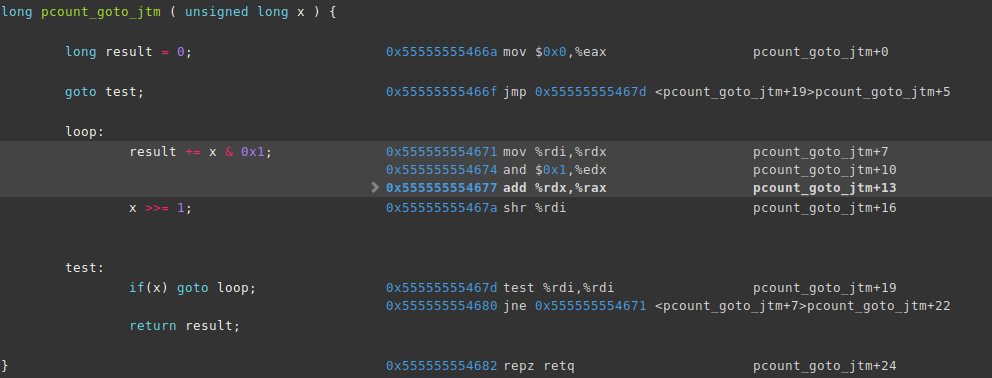 long pcount_goto_jtm ( unsigned long x ) {
long result = 0; 0x55555555466a mov $0x0,%eax pcount_goto_jtm+0
goto test; 0x55555555466f jmp 0x55555555467d <pcount_goto_jtm+19>pcount_goto_jtm+5
loop:
result += x & 0x1; 0x555555554671 mov %rdi,%rdx pcount_goto_jtm+7
0x555555554674 and $0x1,%edx pcount_goto_jtm+10
0x555555554677 add %rdx,%rax pcount_goto_jtm+13
x >>= 1; 0x55555555467a shr %rdi pcount_goto_jtm+16
test:
if(x) goto loop; 0x55555555467d test %rdi,%rdi pcount_goto_jtm+19
0x555555554680 jne 0x555555554671 <pcount_goto_jtm+7>pcount_goto_jtm+22
return result;
} 0x555555554682 repz retq pcount_goto_jtm+24